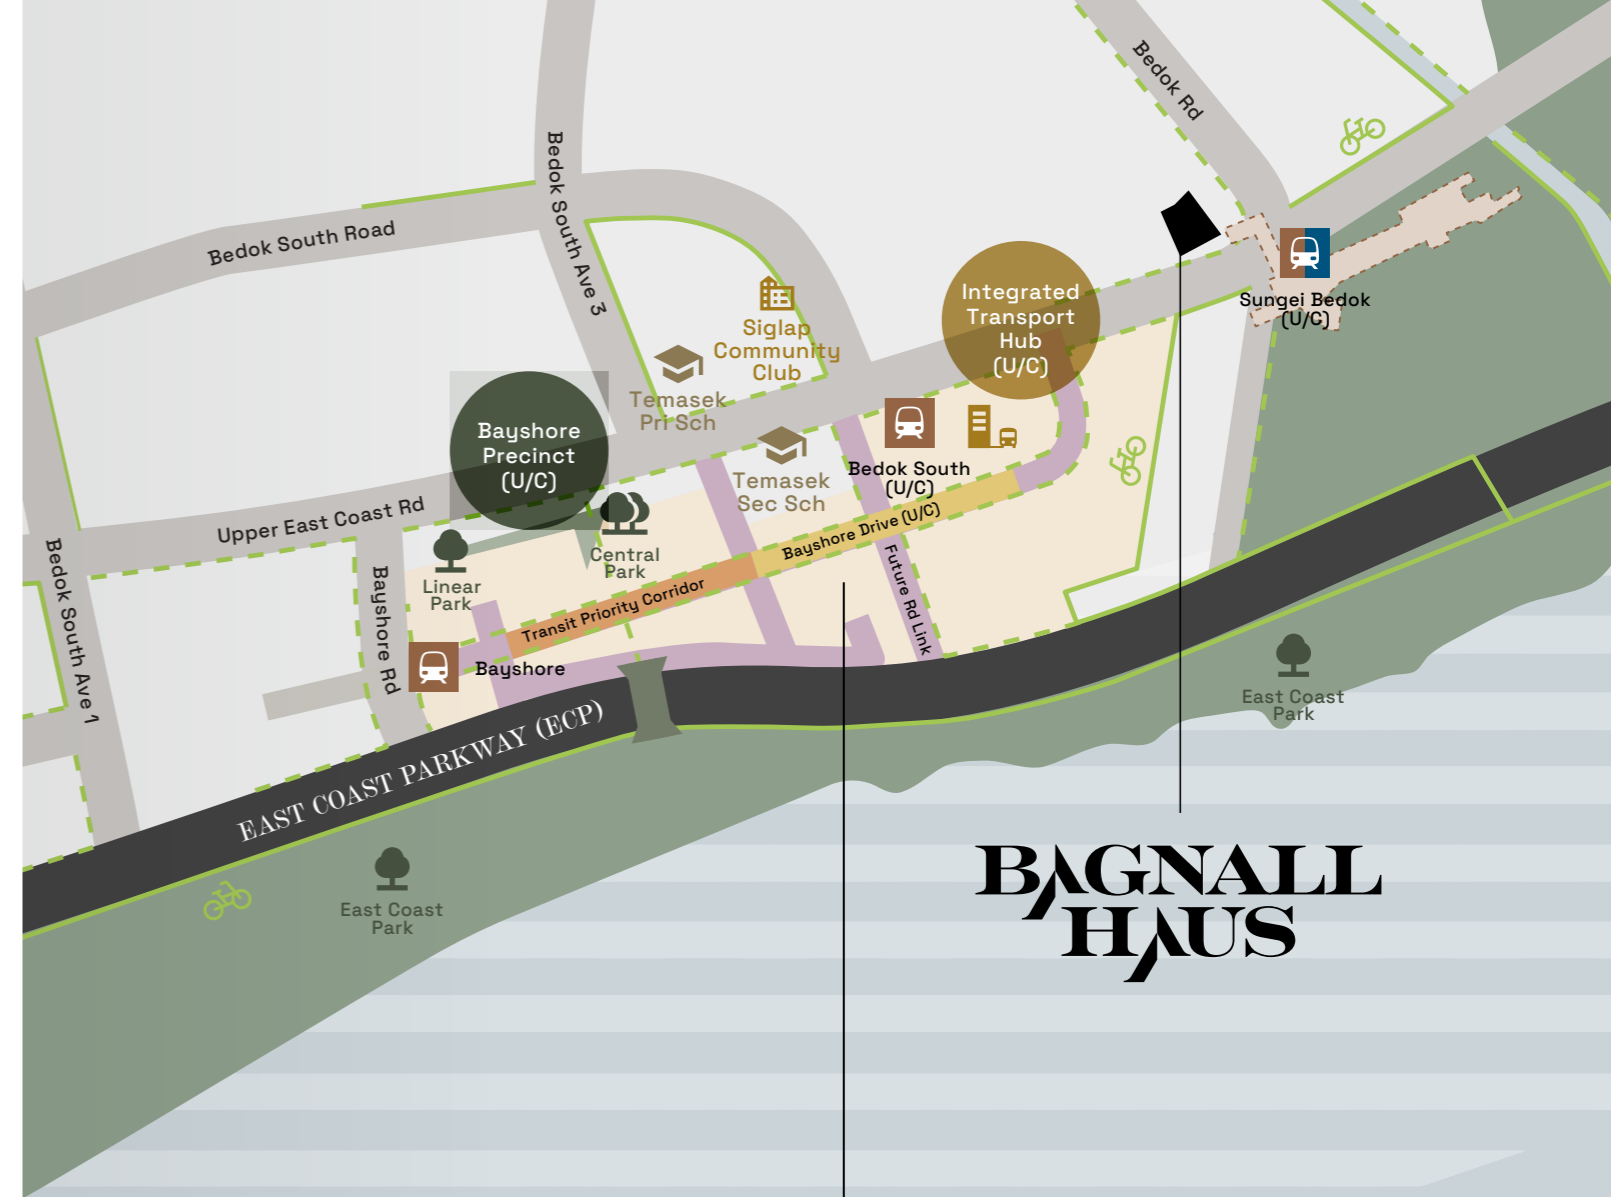 Bedok Rd
Bedok South Ave 3
Bedok South Road
Integrated
Transport
Hub
(U/C)
Sungei Bedok
(U/C)
Siglap
Community
Club
Temasek
Pri Sch
Bayshore
Precinct
(U/C)
Temasek
Sec Sch
Bedok South
(U/C)
Upper East Coast Rd
Bayshore Drive (U/C)
Central
Park
Linear
Park
Bedok South Ave 1
Bayshore Rd
Transit Priority Corridor
Future Rd Link
Bayshore
East Coast
Park
EAST COAST PARKWAY (ECP)
East Coast
Park
BAGNALL
HAUS